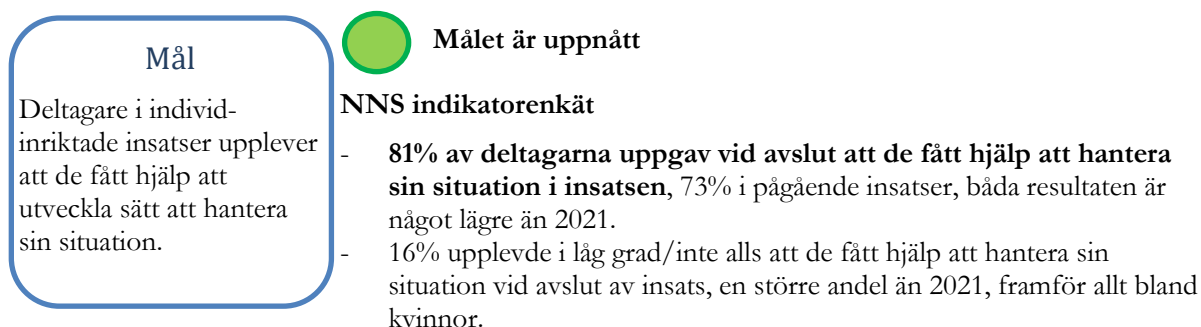 Mål
Deltagare i individ-
inriktade insatser upplever
att de fått hjälp att
utveckla sätt att hantera
sin situation.
Målet är uppnått
NNS indikatorenkät
- 81% av deltagarna uppgav vid avslut att de fått hjälp att hantera
sin situation i insatsen, 73% i pågående insatser, båda resultaten är
något lägre än 2021.
- 16% upplevde i låg grad/inte alls att de fått hjälp att hantera sin
situation vid avslut av insats, en större andel än 2021, framför allt bland
kvinnor.